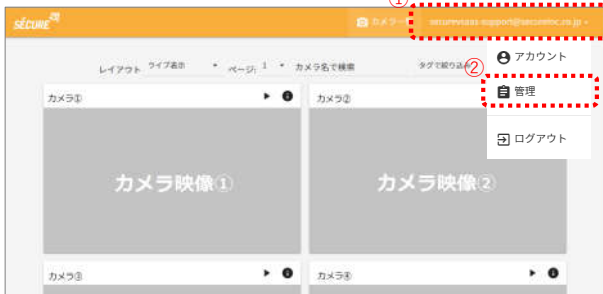 ①
SECURE
カメラ一覧 securevsaas-support@secureinc.co.jp
アカウント
②
管理
ログアウト
レイアウト ライブ表示 ページ: 1 カメラ名で検索 タグで絞り込み
カメラ①
カメラ②
カメラ映像①
カメラ映像②
カメラ③
カメラ④